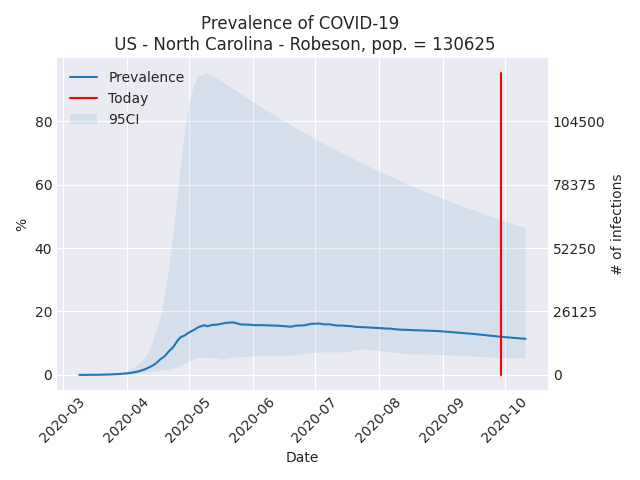 Prevalence of COVID-19
US - North Carolina - Robeson, pop. = 130625
Prevalence
Today
95CI
80
60
40
20
0
%
104500
78375
52250
26125
0
# of infections
2020-03
2020-04
2020-05
2020-06
2020-07
2020-08
2020-09
2020-10
Date